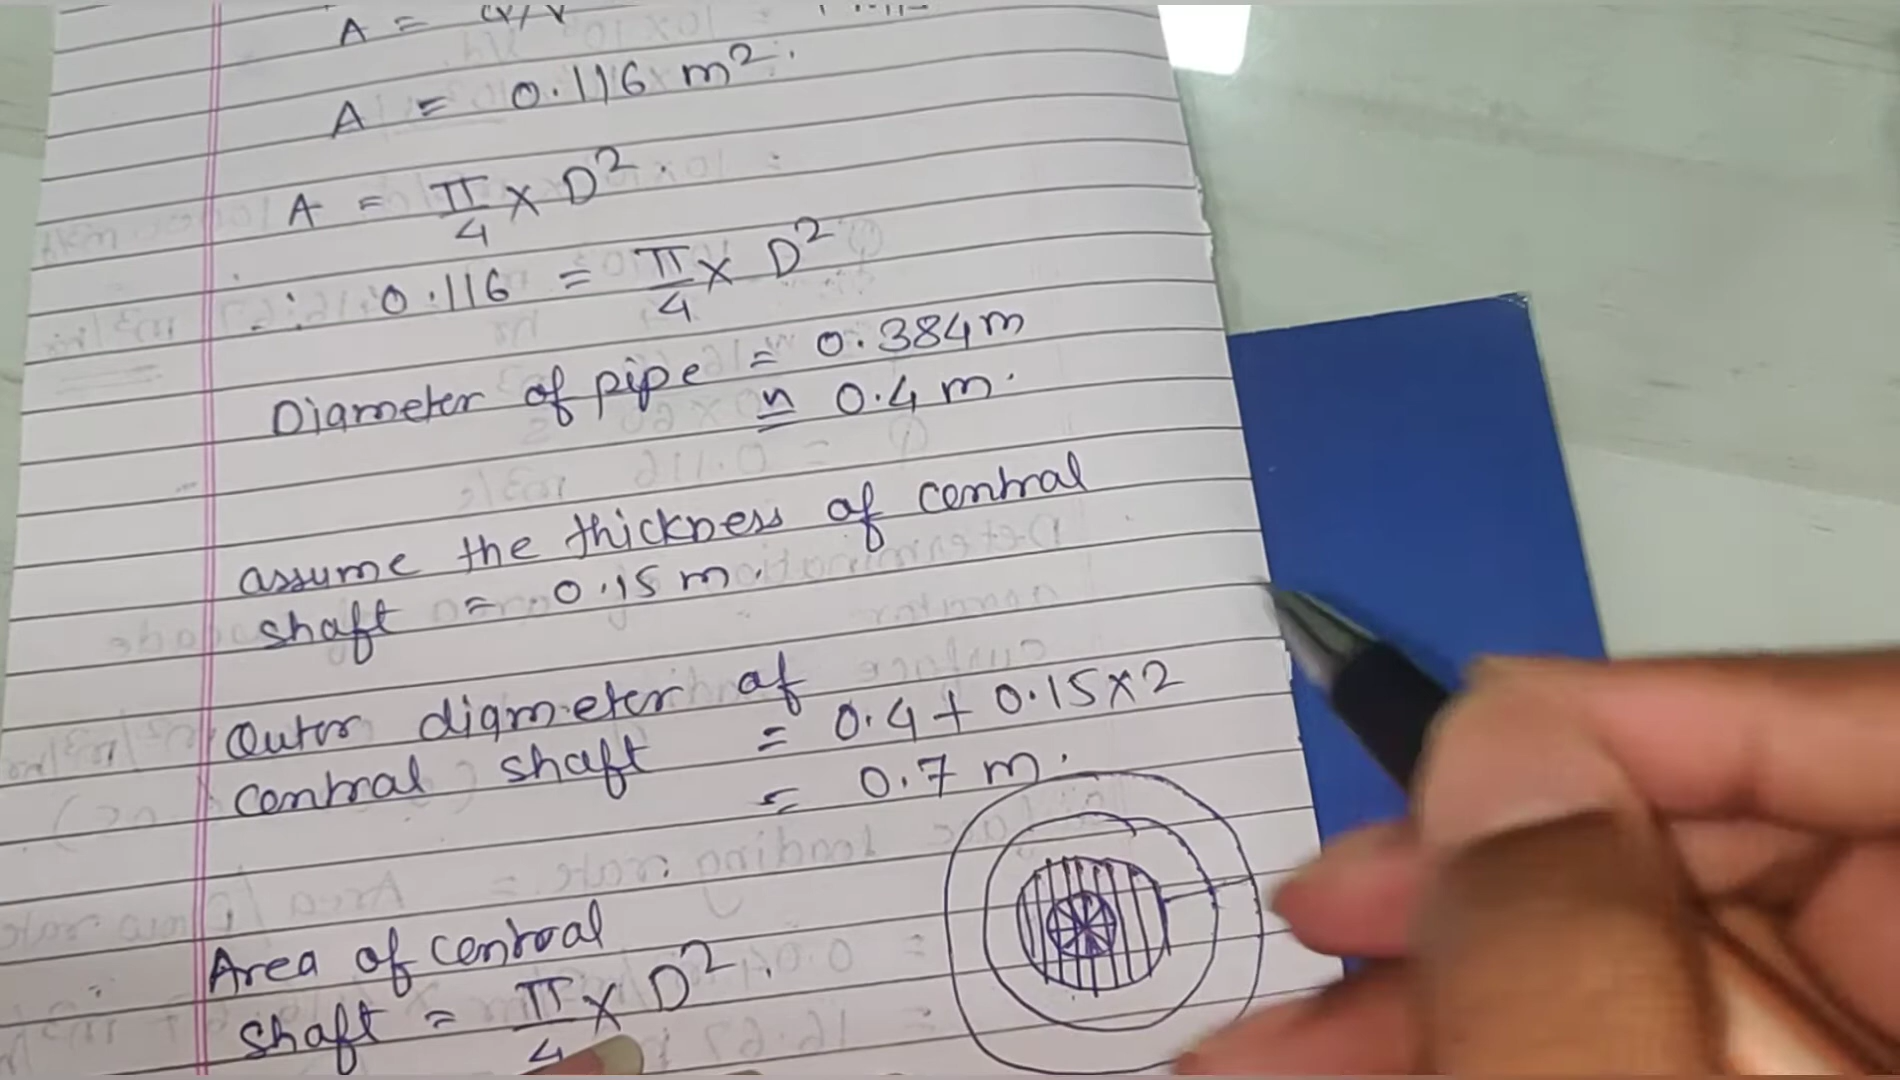 A =
A = 0.116 m².
A = π/4 × D².
∴ 0.116 = π/4 × D²
Diameter of pipe = 0.384m
≃ 0.4 m.
assume the thickness of central
shaft = 0.15 m.
Outer diameter of
central shaft = 0.4 + 0.15×2
= 0.7 m.
Area of central
shaft = π/4 × D².